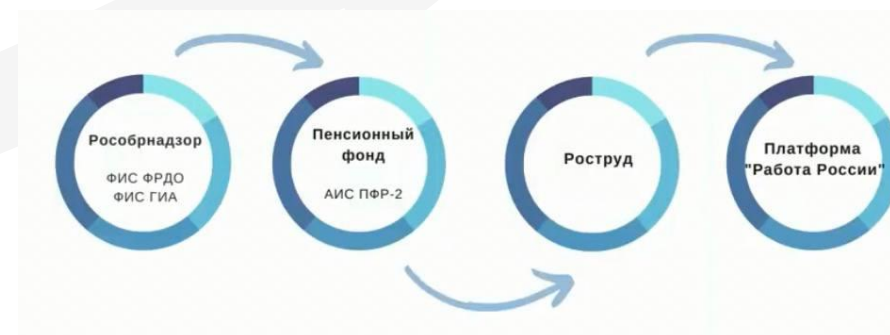 Рособрнадзор
ФИС ФРДО
ФИС ГИА
Пенсионный
фонд
АИС ПФР-2
Роструд
Платформа
"Работа России"